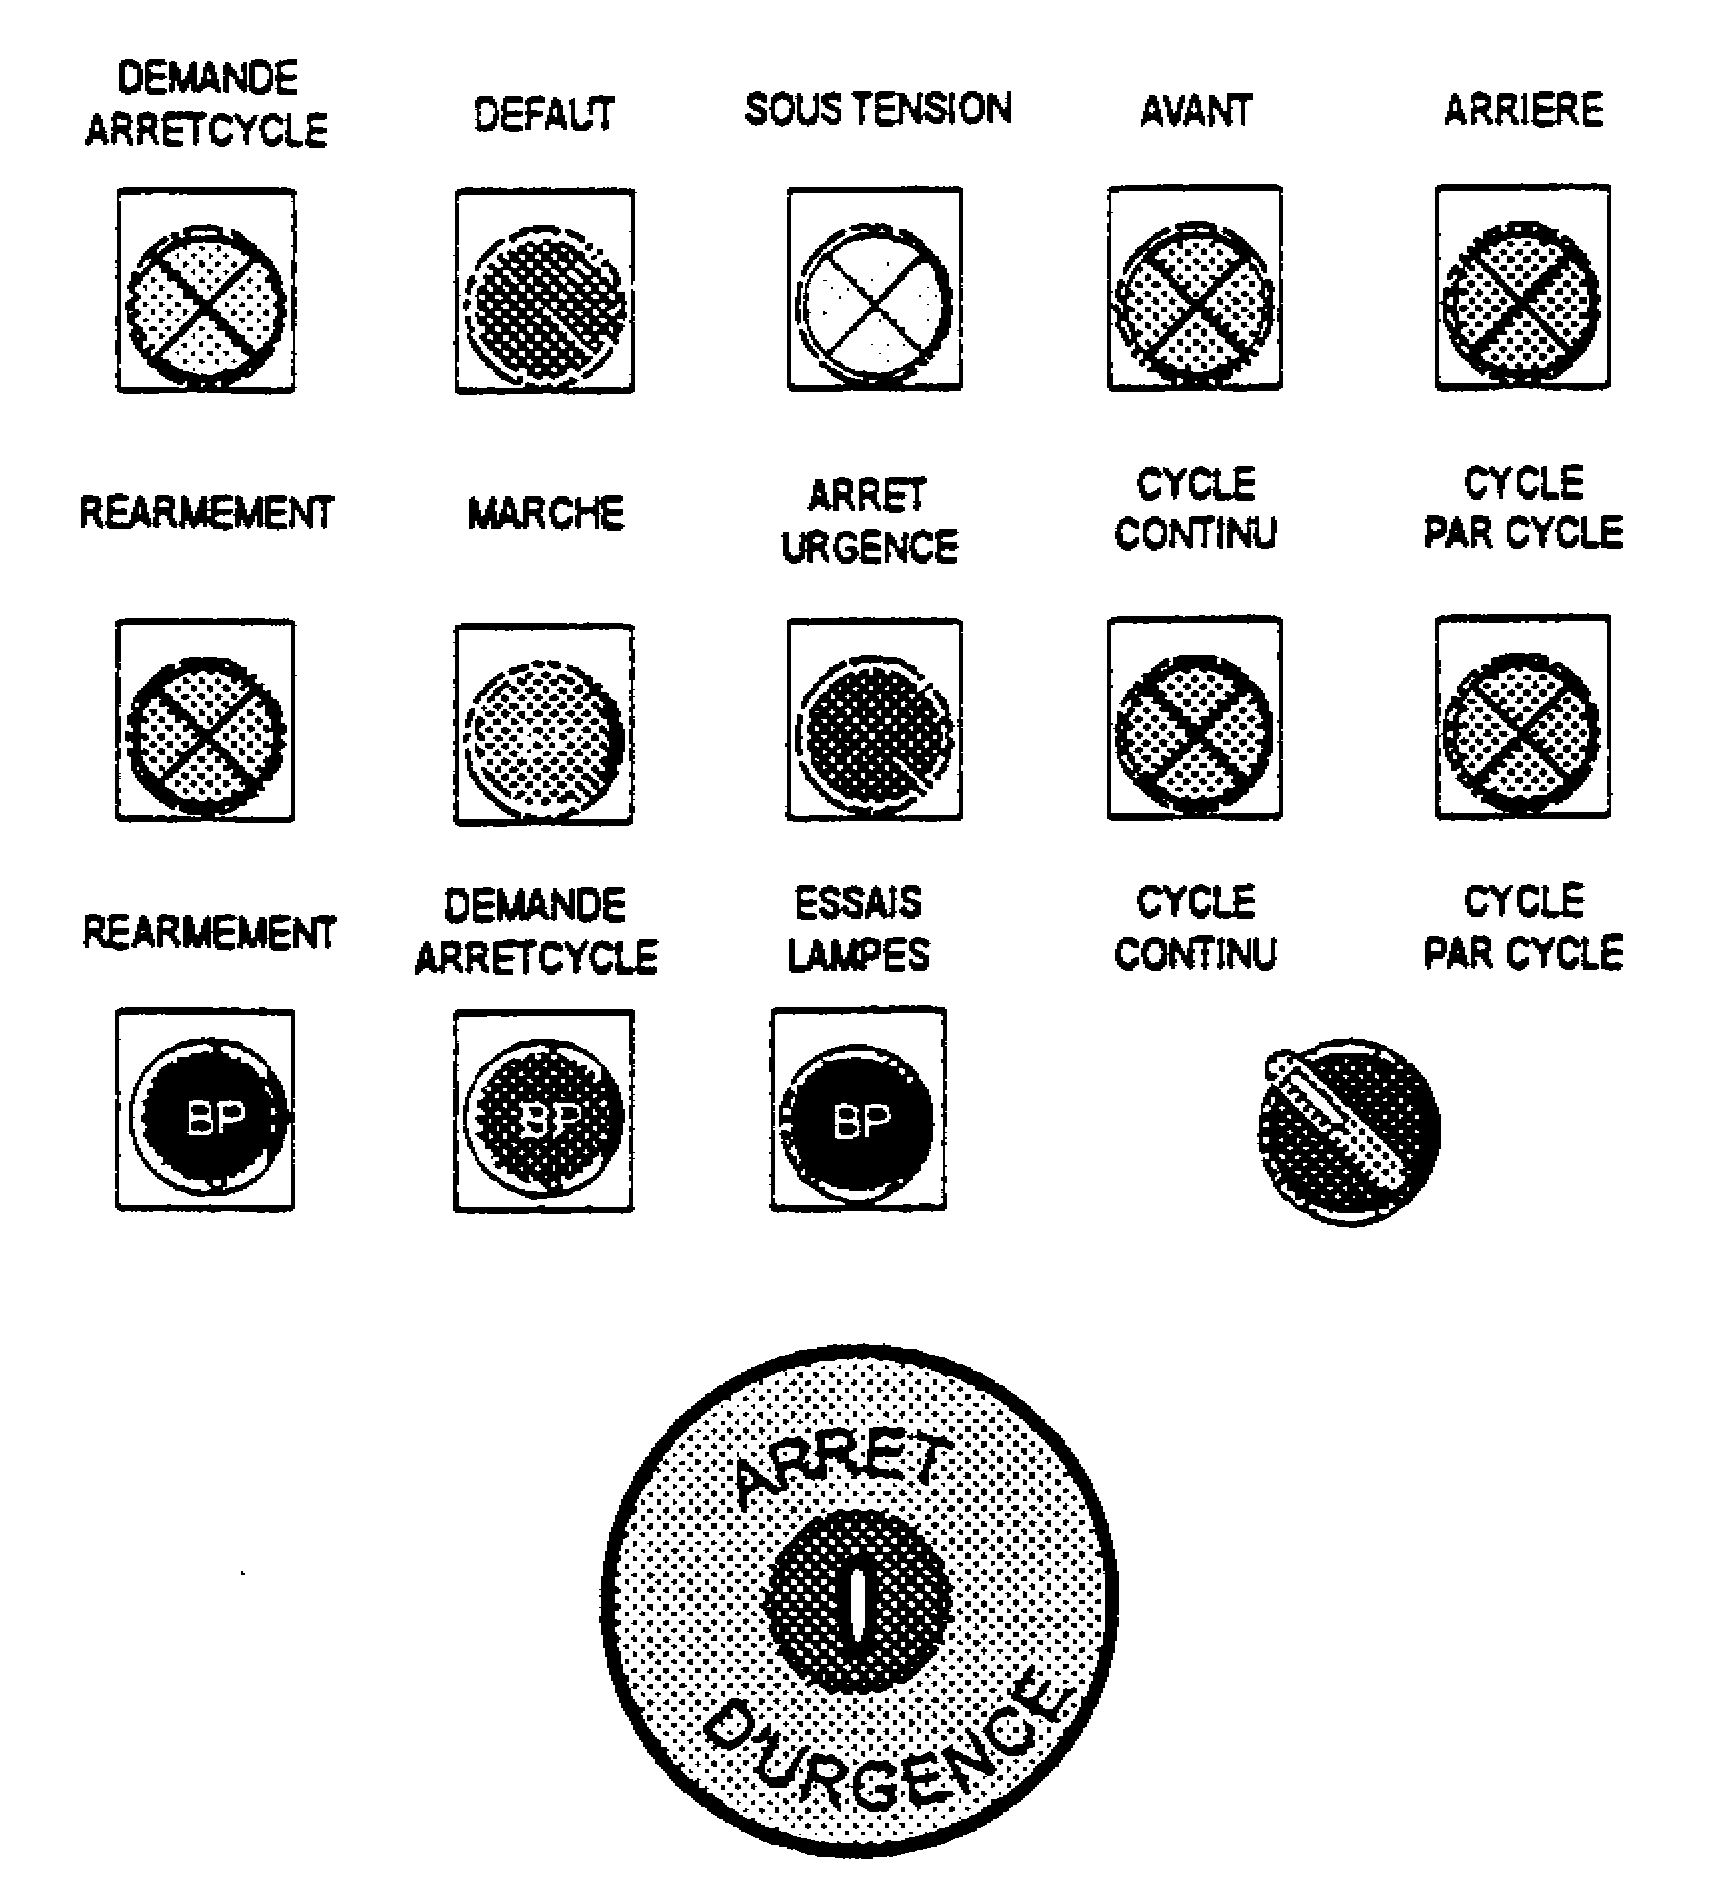 DEMANDE
ARRETCYCLE
DEFAUT
SOUS TENSION
AVANT
ARRIERE
REARMEMENT
MARCHE
ARRET
URGENCE
CYCLE
CONTINU
CYCLE
PAR CYCLE
REARMEMENT
DEMANDE
ARRETCYCLE
ESSAIS
LAMPES
CYCLE
CONTINU
CYCLE
PAR CYCLE
BP
BP
BP
ARRET
D'URGENCE